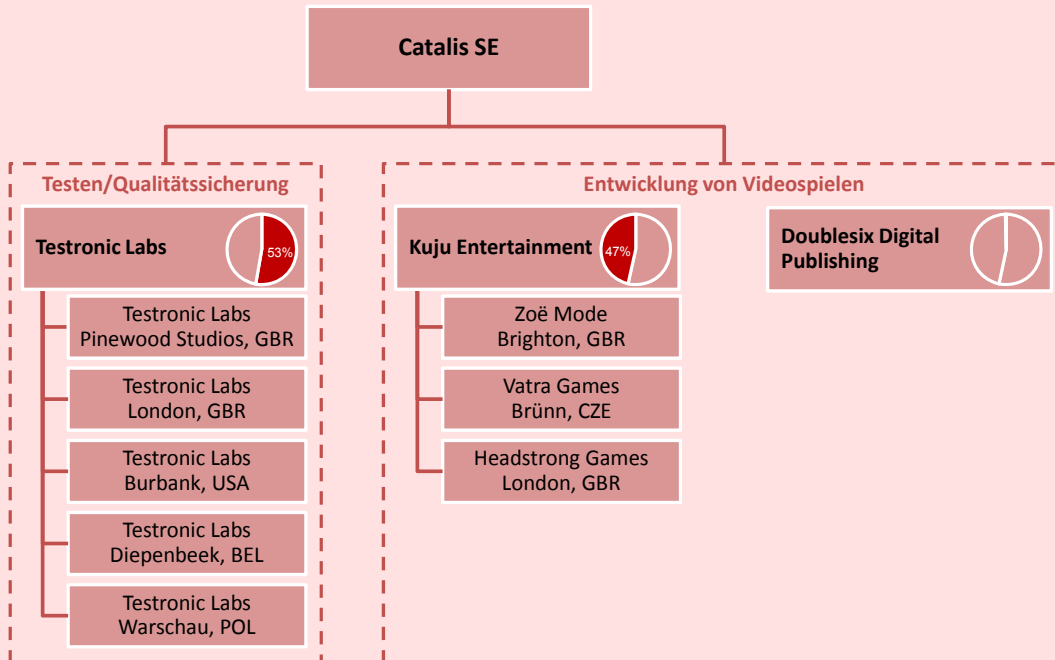 Catalis SE
Testen/Qualitätssicherung
Testronic Labs
53%
Testronic Labs
Pinewood Studios, GBR
Testronic Labs
London, GBR
Testronic Labs
Burbank, USA
Testronic Labs
Diepenbeek, BEL
Testronic Labs
Warschau, POL
Entwicklung von Videospielen
Kuju Entertainment
47%
Zoë Mode
Brighton, GBR
Vatra Games
Brünn, CZE
Headstrong Games
London, GBR
Doublesix Digital
Publishing